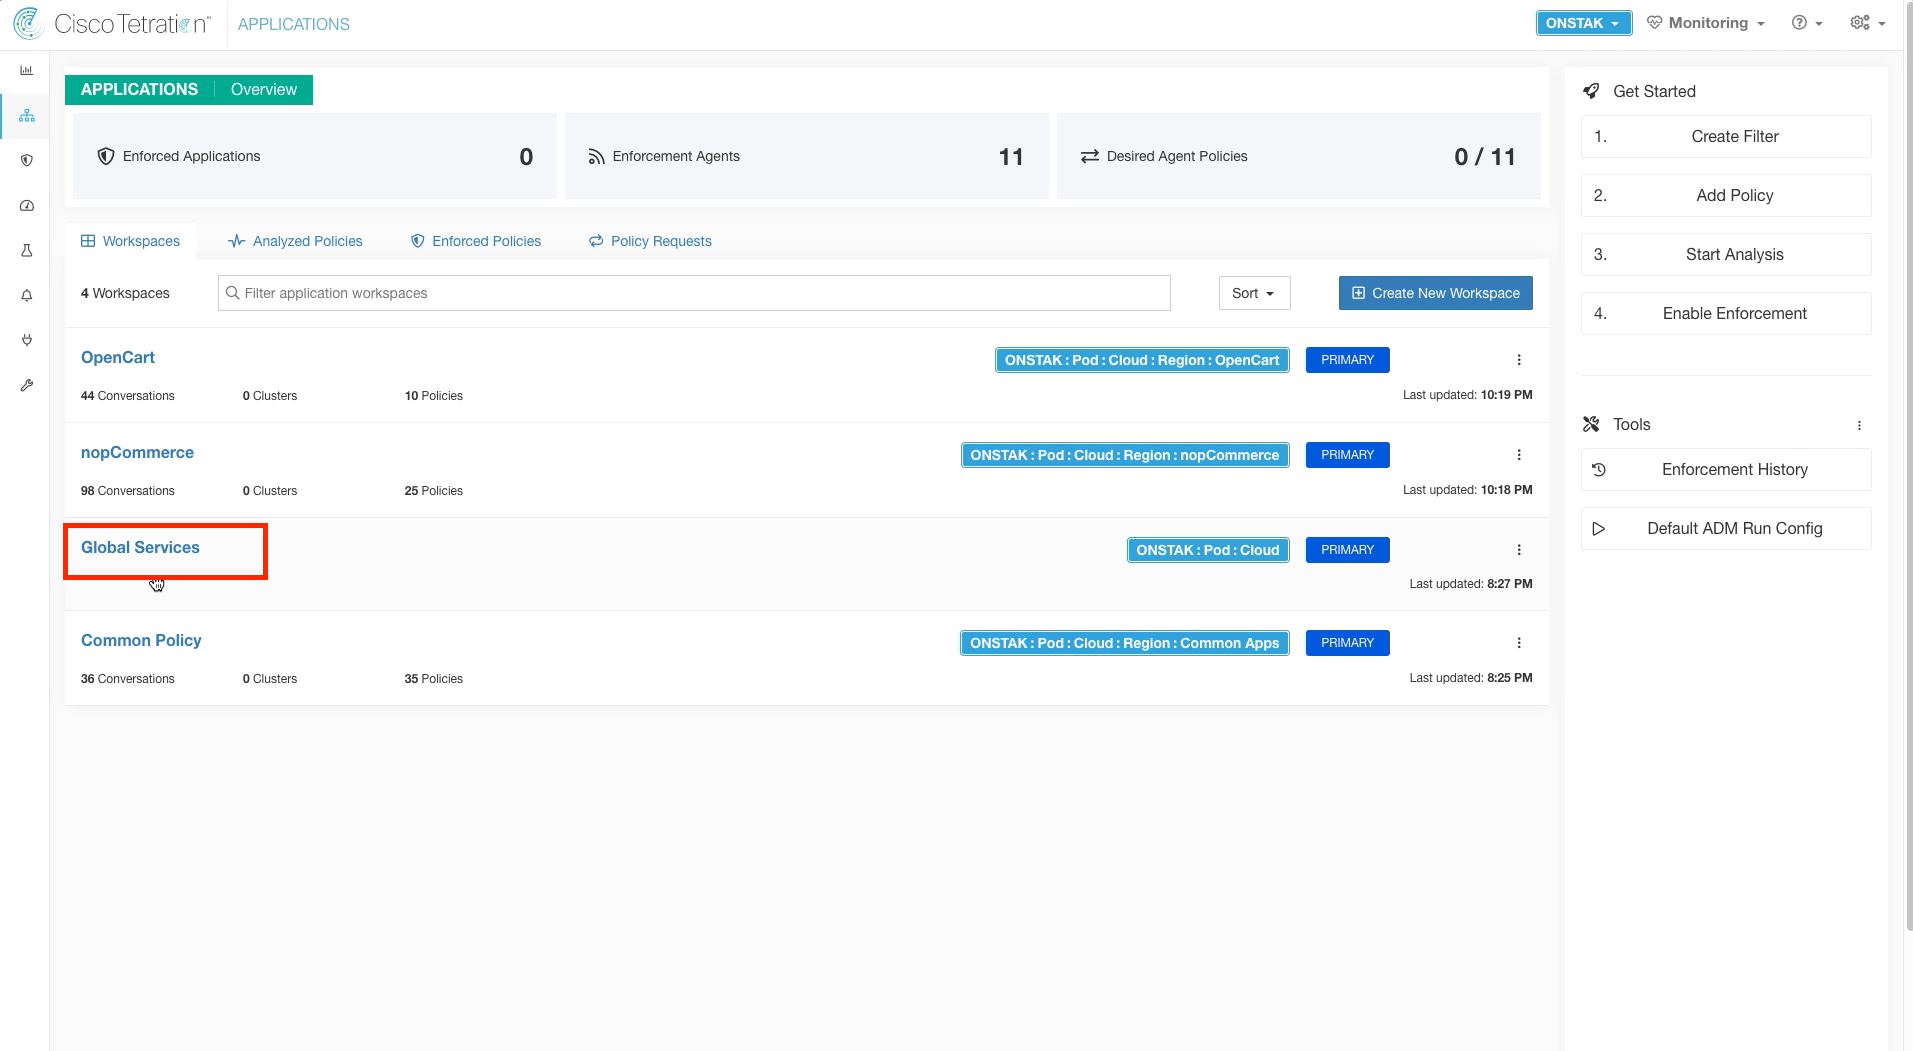 Cisco Tetration™ APPLICATIONS ONSTAK Monitoring
APPLICATIONS Overview
Enforced Applications 0
Enforcement Agents 11
Desired Agent Policies 0 / 11
Workspaces Analyzed Policies Enforced Policies Policy Requests
4 Workspaces Filter application workspaces Sort Create New Workspace
OpenCart ONSTAK : Pod : Cloud : Region : OpenCart PRIMARY
44 Conversations 0 Clusters 10 Policies Last updated: 10:19 PM
nopCommerce ONSTAK : Pod : Cloud : Region : nopCommerce PRIMARY
98 Conversations 0 Clusters 25 Policies Last updated: 10:18 PM
Global Services ONSTAK : Pod : Cloud PRIMARY
Last updated: 8:27 PM
Common Policy ONSTAK : Pod : Cloud : Region : Common Apps PRIMARY
36 Conversations 0 Clusters 35 Policies Last updated: 8:25 PM
Get Started
1. Create Filter
2. Add Policy
3. Start Analysis
4. Enable Enforcement
Tools
Enforcement History
Default ADM Run Config